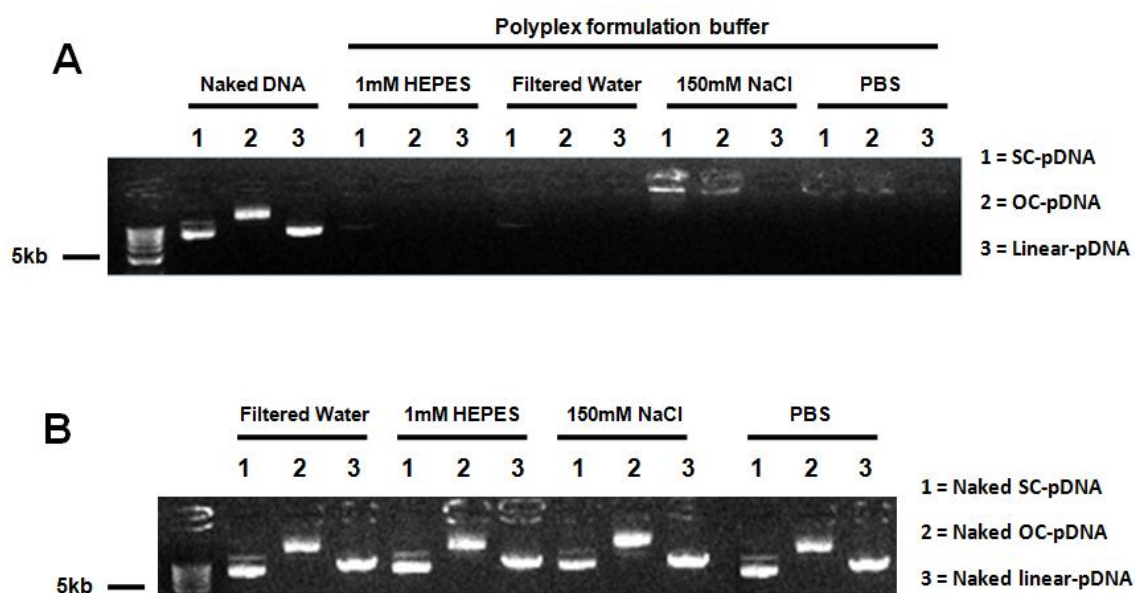 Polyplex formulation buffer
A
Naked DNA 1mM HEPES Filtered Water 150mM NaCl PBS
1 2 3 1 2 3 1 2 3 1 2 3 1 2 3
1 = SC-pDNA
2 = OC-pDNA
3 = Linear-pDNA
5kb
B
Filtered Water 1mM HEPES 150mM NaCl PBS
1 2 3 1 2 3 1 2 3 1 2 3
1 = Naked SC-pDNA
2 = Naked OC-pDNA
3 = Naked linear-pDNA
5kb